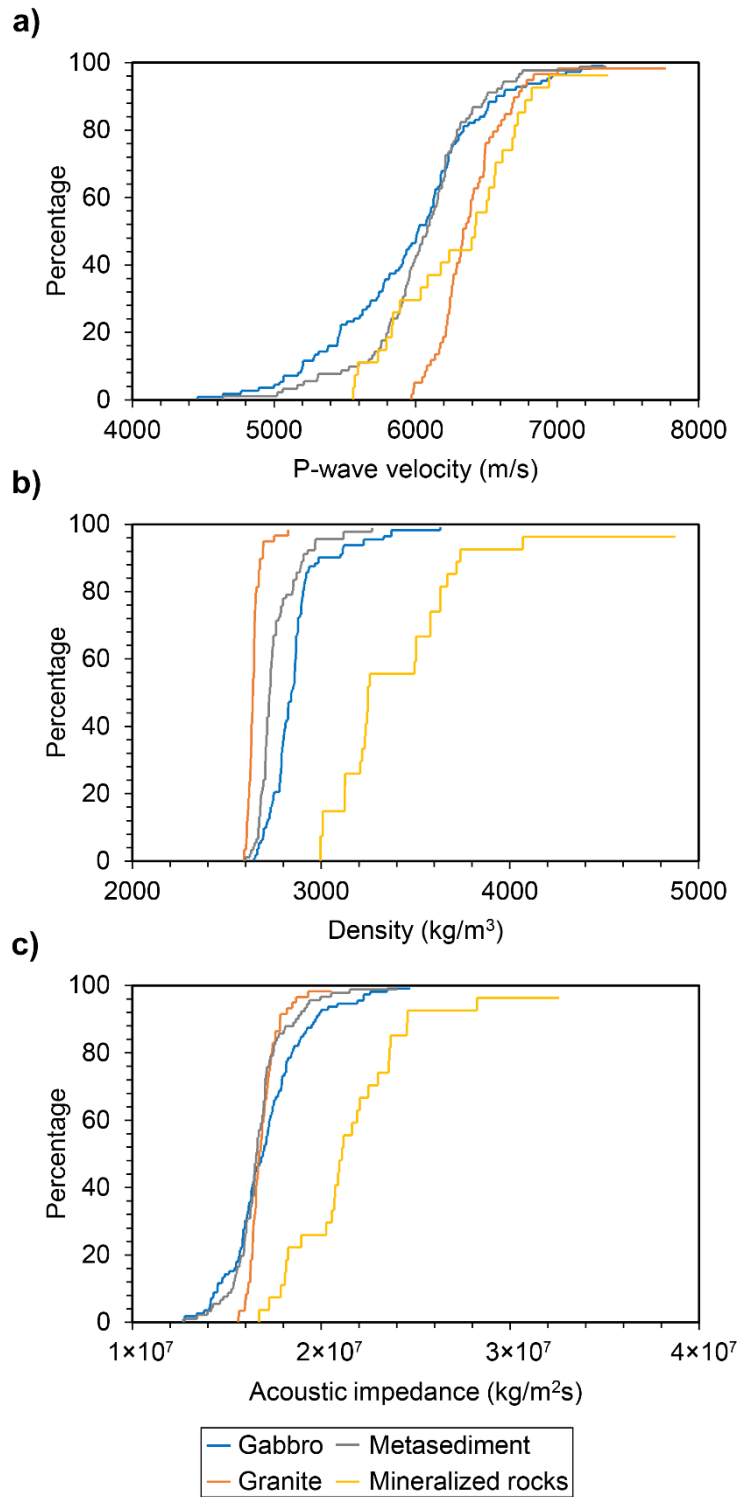 a)
100
80
60
40
20
0
Percentage
4000 5000 6000 7000 8000
P-wave velocity (m/s)
b)
100
80
60
40
20
0
Percentage
2000 3000 4000 5000
Density (kg/m³)
c)
100
80
60
40
20
0
Percentage
1×10⁷ 2×10⁷ 3×10⁷ 4×10⁷
Acoustic impedance (kg/m²s)
Gabbro Metasediment
Granite Mineralized rocks